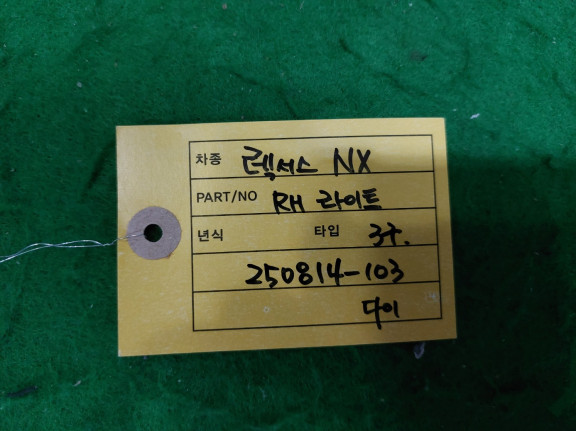 차종 렉서스 NX
PART/NO RH 라이트
년식 타입 3구.
250814-103
다이